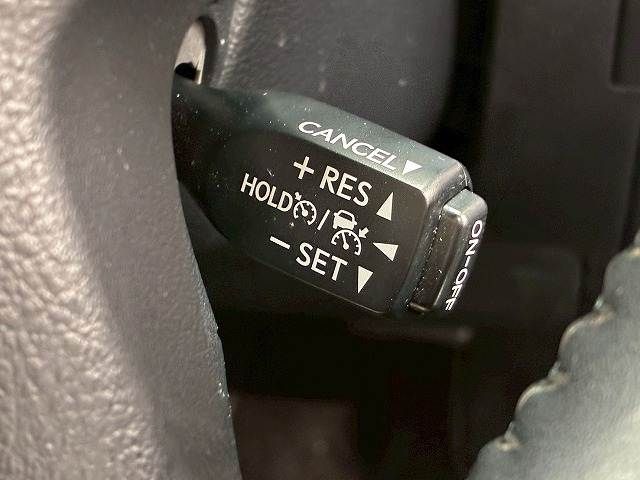 CANCEL▼
+ RES ▲
HOLD / ◀
− SET ▼
ON-OFF